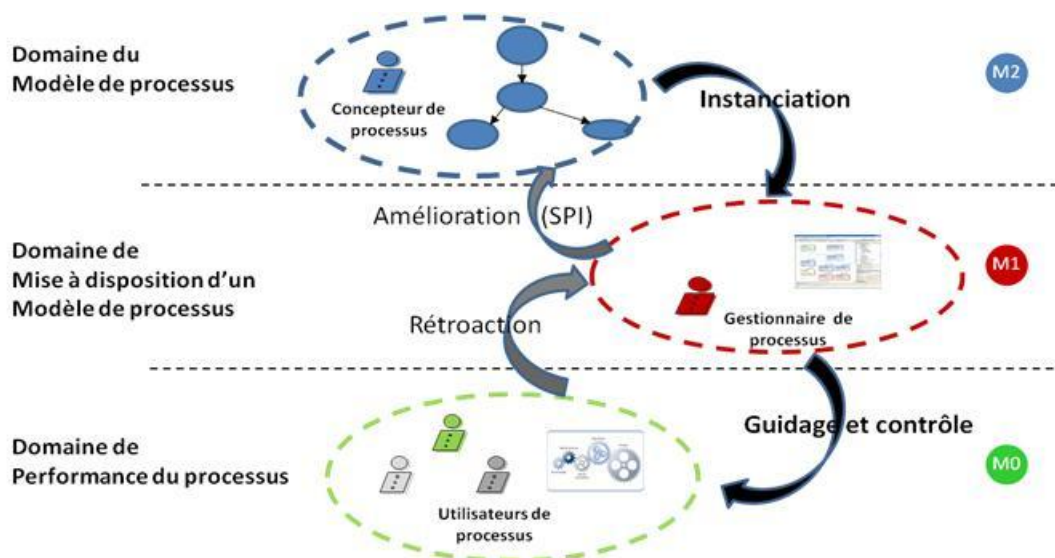 Domaine du
Modèle de processus
Concepteur de
processus
Instanciation
M2
Amélioration (SPI)
Domaine de
Mise à disposition d'un
Modèle de processus
Gestionnaire de
processus
M1
Rétroaction
Guidage et contrôle
Domaine de
Performance du processus
Utilisateurs de
processus
M0